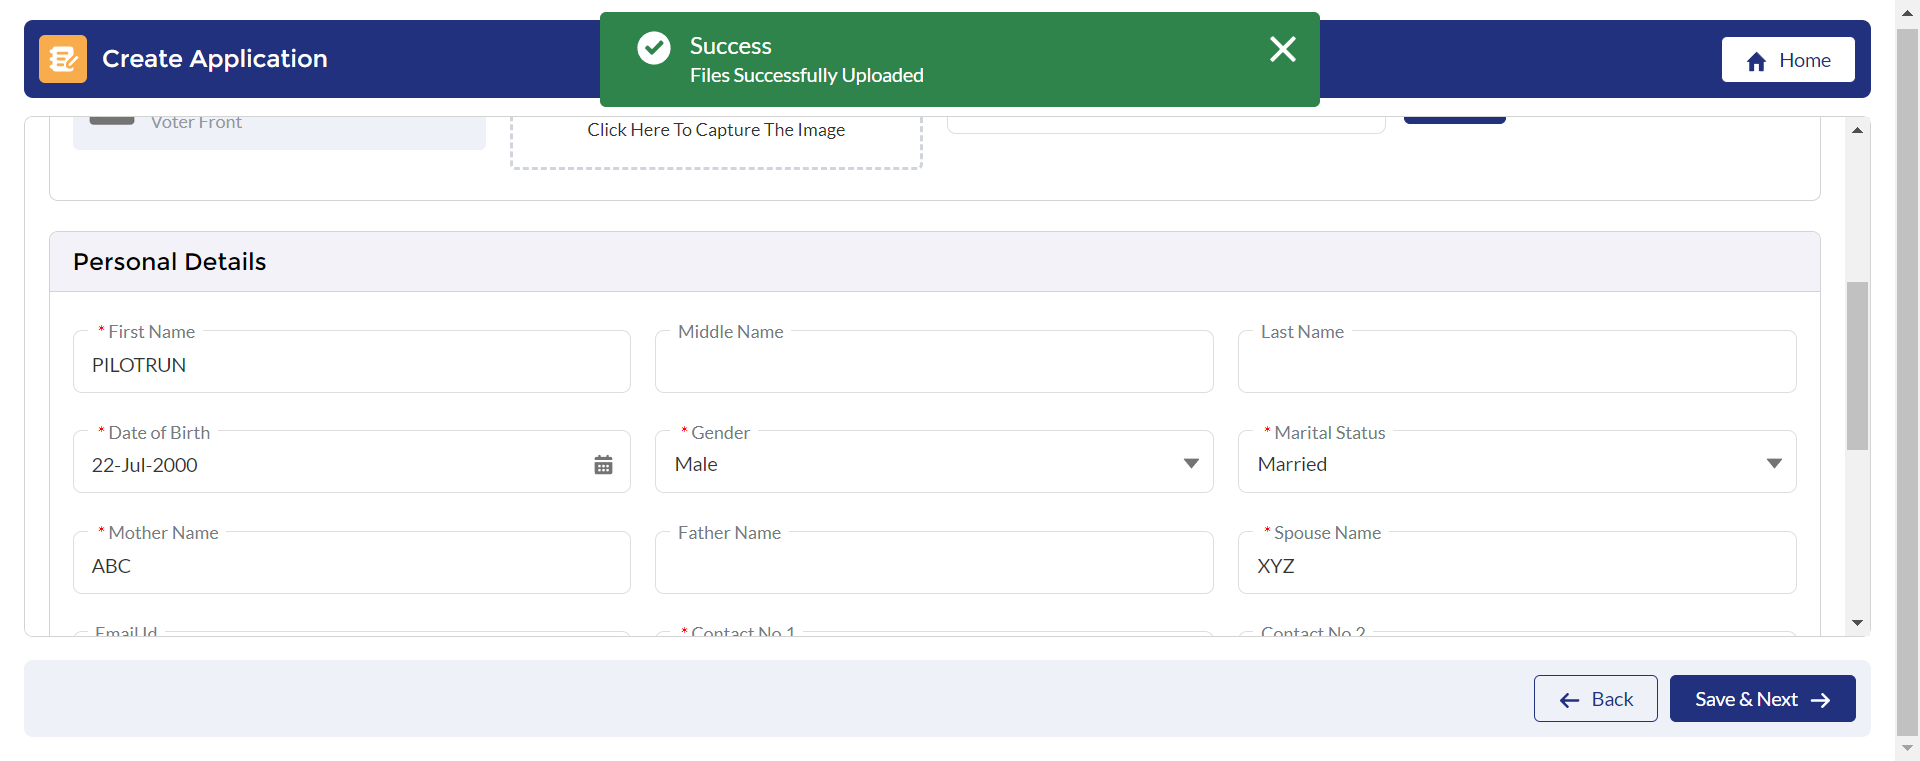 Create Application
Success
Files Successfully Uploaded
Home
Voter Front
Click Here To Capture The Image
Personal Details
* First Name
PILOTRUN
Middle Name
Last Name
* Date of Birth
22-Jul-2000
* Gender
Male
* Marital Status
Married
* Mother Name
ABC
Father Name
* Spouse Name
XYZ
Email Id
* Contact No 1
Contact No 2
Back
Save & Next